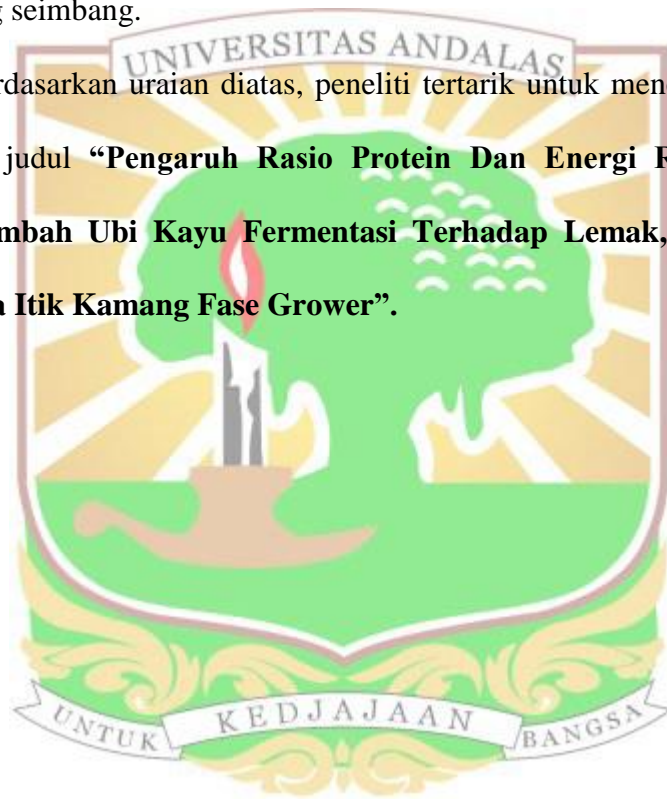 g seimbang.
UNIVERSITAS ANDALAS
rdasarkan uraian diatas, peneliti tertarik untuk men
judul “Pengaruh Rasio Protein Dan Energi R
mbah Ubi Kayu Fermentasi Terhadap Lemak,
a Itik Kamang Fase Grower”.
UNTUK KEDJAJAAN BANGSA